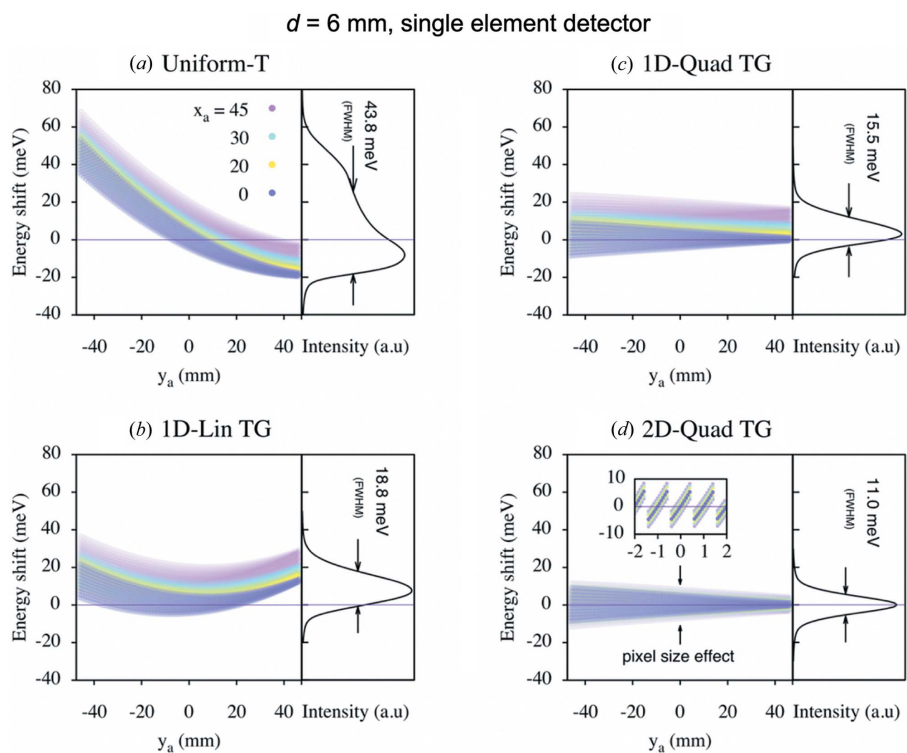 d = 6 mm, single element detector
(a) Uniform-T
80
60
40
20
0
-20
-40
Energy shift (meV)
x_a = 45
30
20
0
43.8 meV
(FWHM)
-40 -20 0 20 40 Intensity (a.u)
y_a (mm)
(c) 1D-Quad TG
80
60
40
20
0
-20
-40
Energy shift (meV)
15.5 meV
(FWHM)
-40 -20 0 20 40 Intensity (a.u)
y_a (mm)
(b) 1D-Lin TG
80
60
40
20
0
-20
-40
Energy shift (meV)
18.8 meV
(FWHM)
-40 -20 0 20 40 Intensity (a.u)
y_a (mm)
(d) 2D-Quad TG
80
60
40
20
0
-20
-40
Energy shift (meV)
10
0
-10
-2 -1 0 1 2
pixel size effect
11.0 meV
(FWHM)
-40 -20 0 20 40 Intensity (a.u)
y_a (mm)